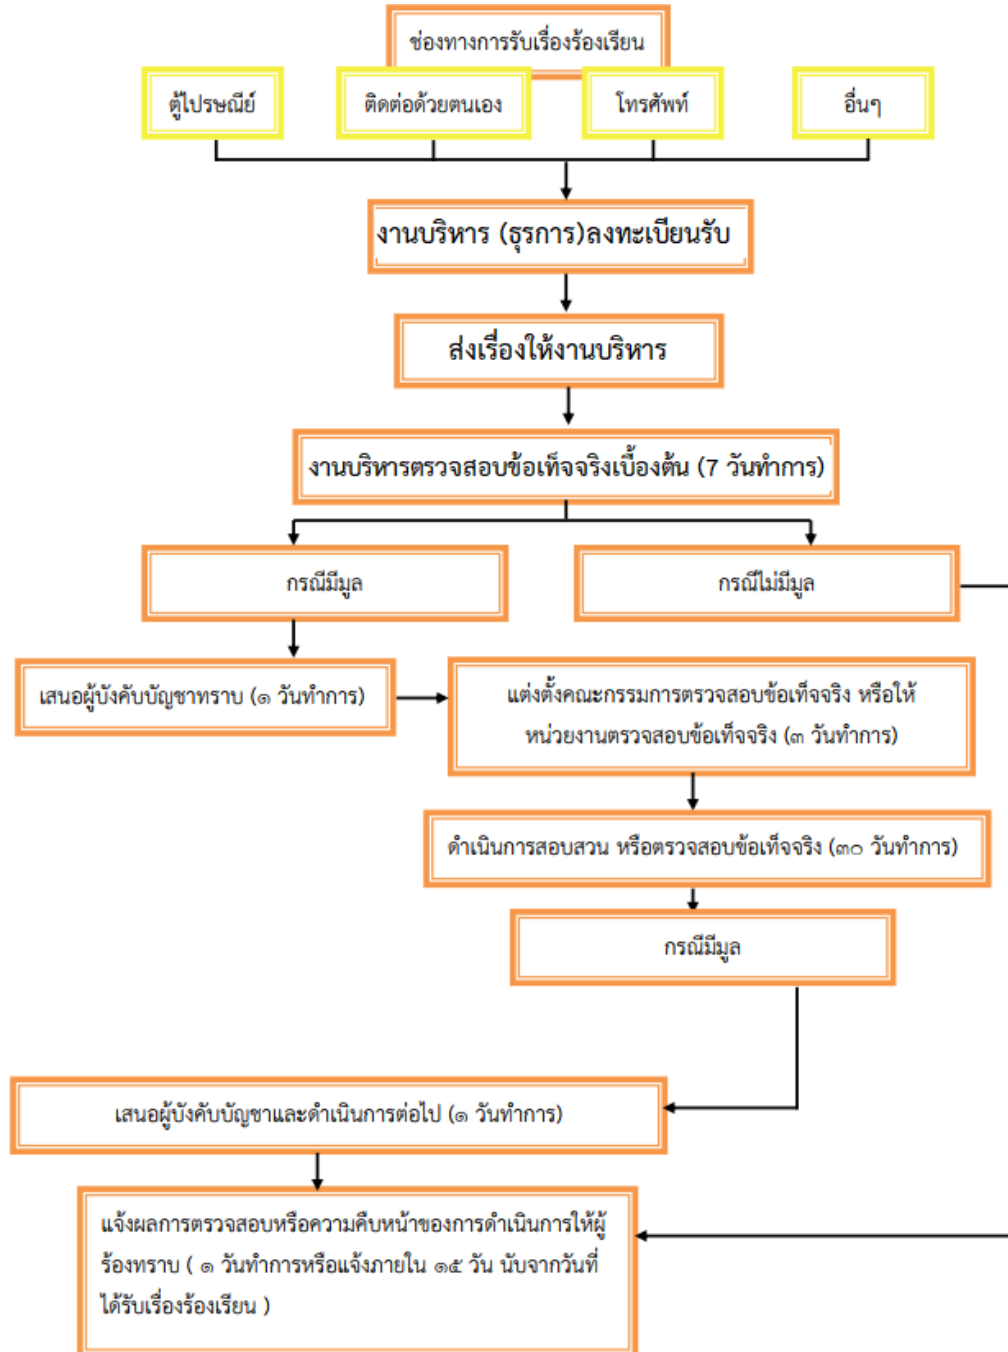 ช่องทางการรับเรื่องร้องเรียน
ตู้ไปรษณีย์
ติดต่อด้วยตนเอง
โทรศัพท์
อื่นๆ
งานบริหาร (ธุรการ)ลงทะเบียนรับ
ส่งเรื่องให้งานบริหาร
งานบริหารตรวจสอบข้อเท็จจริงเบื้องต้น (7 วันทำการ)
กรณีมีมูล
กรณีไม่มีมูล
เสนอผู้บังคับบัญชาทราบ (๑ วันทำการ)
แต่งตั้งคณะกรรมการตรวจสอบข้อเท็จจริง หรือให้
หน่วยงานตรวจสอบข้อเท็จจริง (๓ วันทำการ)
ดำเนินการสอบสวน หรือตรวจสอบข้อเท็จจริง (๓๐ วันทำการ)
กรณีมีมูล
เสนอผู้บังคับบัญชาและดำเนินการต่อไป (๑ วันทำการ)
แจ้งผลการตรวจสอบหรือความคืบหน้าของการดำเนินการให้ผู้
ร้องทราบ ( ๑ วันทำการหรือแจ้งภายใน ๑๕ วัน นับจากวันที่
ได้รับเรื่องร้องเรียน )